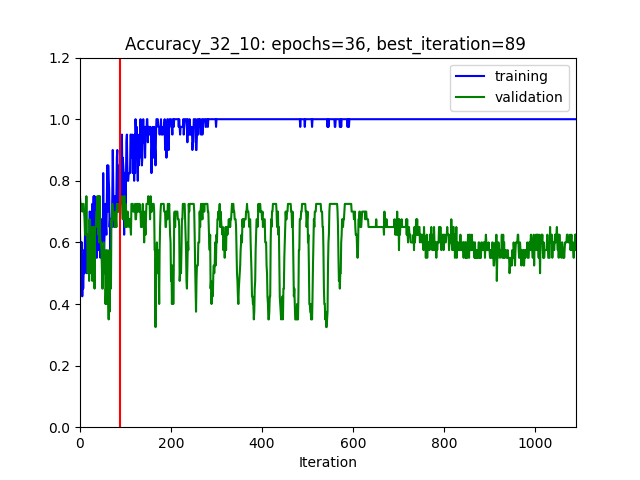 Accuracy_32_10: epochs=36, best_iteration=89
1.2
1.0
0.8
0.6
0.4
0.2
0.0
training
validation
0 200 400 600 800 1000
Iteration